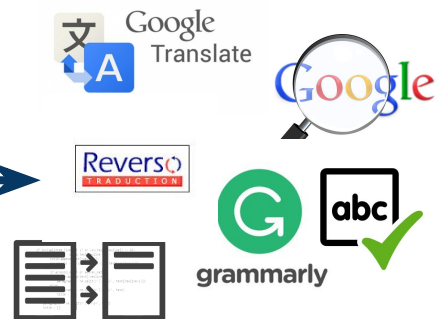 文
A
Google
Translate
Google
Reverso
TRADUCTION
G
abc
grammarly